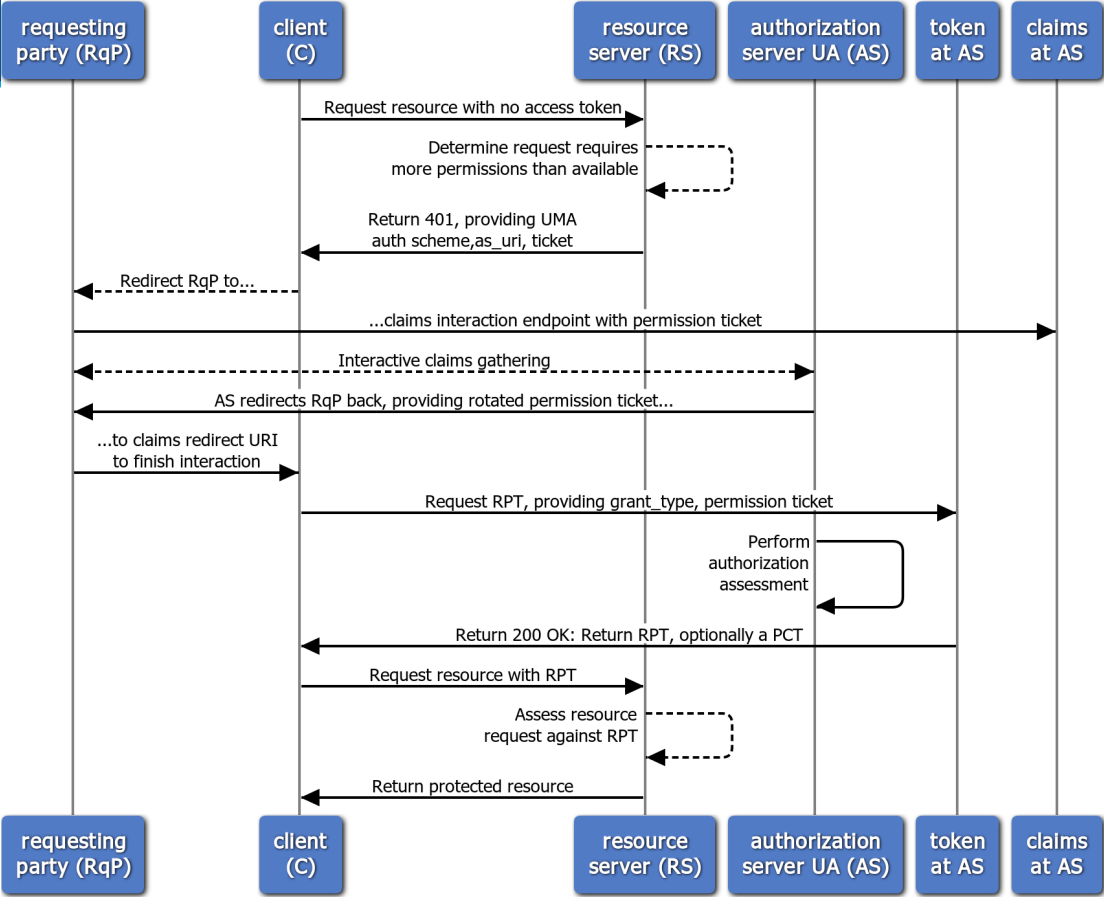 requesting
party (RqP)
client
(C)
resource
server (RS)
authorization
server UA (AS)
token
at AS
claims
at AS
Request resource with no access token
Determine request requires
more permissions than available
Return 401, providing UMA
auth scheme,as_uri, ticket
Redirect RqP to...
...claims interaction endpoint with permission ticket
Interactive claims gathering
AS redirects RqP back, providing rotated permission ticket...
...to claims redirect URI
to finish interaction
Request RPT, providing grant_type, permission ticket
Perform
authorization
assessment
Return 200 OK: Return RPT, optionally a PCT
Request resource with RPT
Assess resource
request against RPT
Return protected resource
requesting
party (RqP)
client
(C)
resource
server (RS)
authorization
server UA (AS)
token
at AS
claims
at AS